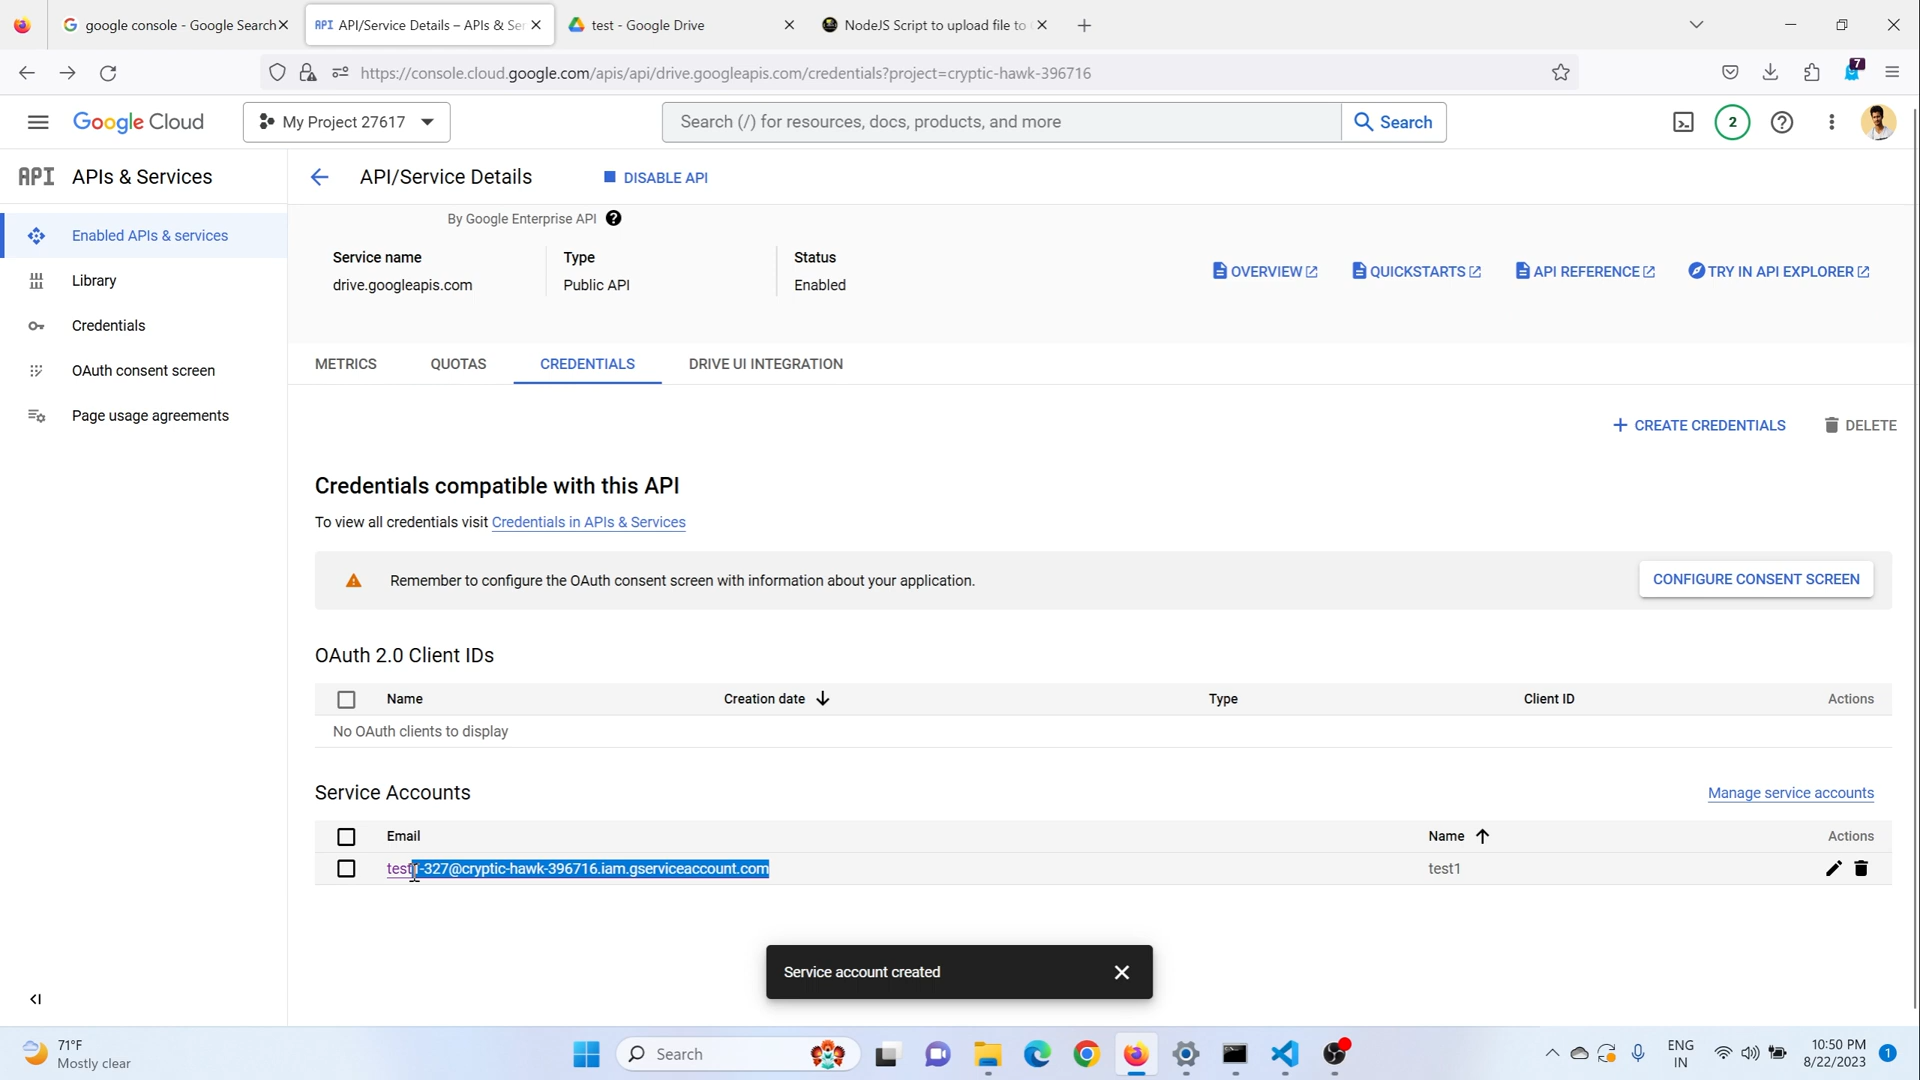 google console - Google Search
API API/Service Details – APIs & Se
test - Google Drive
NodeJS Script to upload file to
https://console.cloud.google.com/apis/api/drive.googleapis.com/credentials?project=cryptic-hawk-396716
7
Google Cloud
My Project 27617
Search (/) for resources, docs, products, and more
Search
2
API APIs & Services
API/Service Details
DISABLE API
By Google Enterprise API
Enabled APIs & services
Library
Credentials
OAuth consent screen
Page usage agreements
Service name
drive.googleapis.com
Type
Public API
Status
Enabled
OVERVIEW
QUICKSTARTS
API REFERENCE
TRY IN API EXPLORER
METRICS
QUOTAS
CREDENTIALS
DRIVE UI INTEGRATION
CREATE CREDENTIALS
DELETE
Credentials compatible with this API
To view all credentials visit Credentials in APIs & Services
Remember to configure the OAuth consent screen with information about your application.
CONFIGURE CONSENT SCREEN
OAuth 2.0 Client IDs
Name
Creation date
Type
Client ID
Actions
No OAuth clients to display
Service Accounts
Manage service accounts
Email
Name
Actions
test1-327@cryptic-hawk-396716.iam.gserviceaccount.com
test1
Service account created
71°F
Mostly clear
Search
ENG
IN
10:50 PM
8/22/2023
1